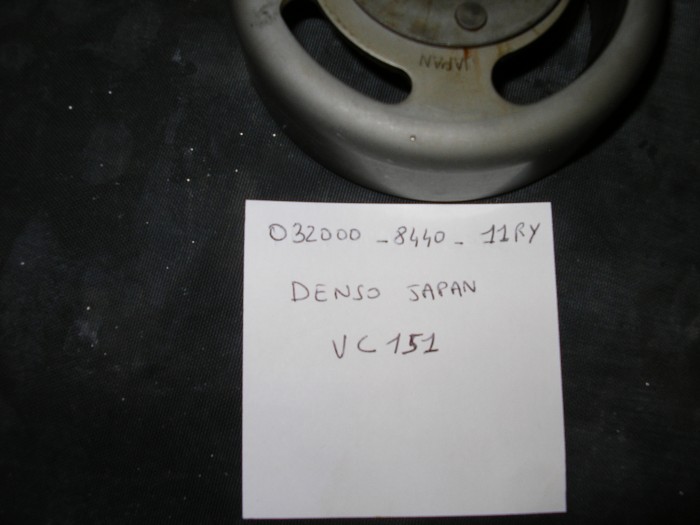 JAPAN
032000 - 8440 - 11RY
DENSO JAPAN
VC151